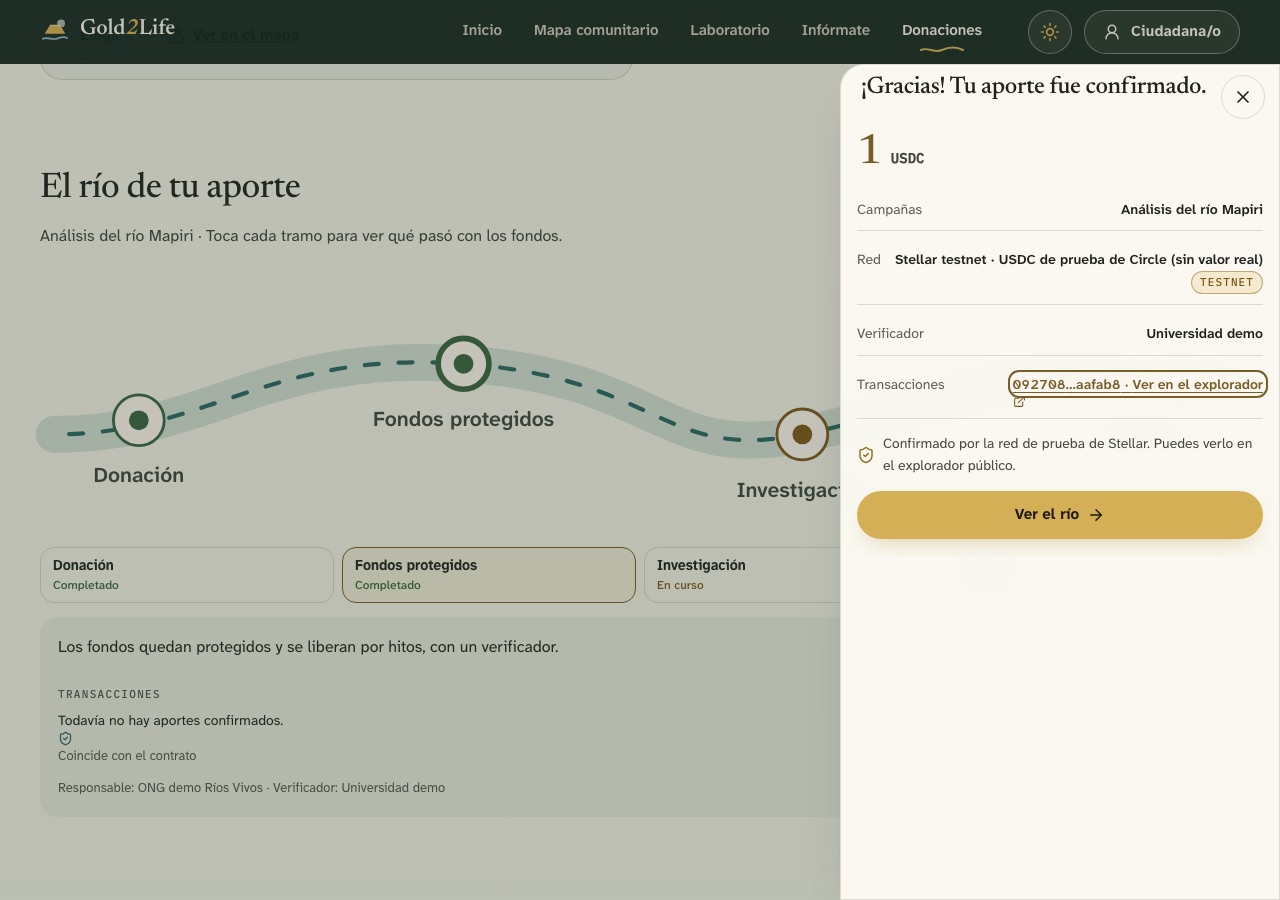 Gold2Life
Ver en el mapa
Inicio
Mapa comunitario
Laboratorio
Infórmate
Donaciones
Ciudadana/o
El río de tu aporte
Análisis del río Mapiri · Toca cada tramo para ver qué pasó con los fondos.
Donación
Fondos protegidos
Donación
Completado
Fondos protegidos
Completado
Investigación
En curso
Los fondos quedan protegidos y se liberan por hitos, con un verificador.
TRANSACCIONES
Todavía no hay aportes confirmados.
Coincide con el contrato
Responsable: ONG demo Ríos Vivos · Verificador: Universidad demo
¡Gracias! Tu aporte fue confirmado.
1 USDC
Campañas Análisis del río Mapiri
Red Stellar testnet · USDC de prueba de Circle (sin valor real)
TESTNET
Verificador Universidad demo
Transacciones 092708…aafab8 · Ver en el explorador
Confirmado por la red de prueba de Stellar. Puedes verlo en
el explorador público.
Ver el río